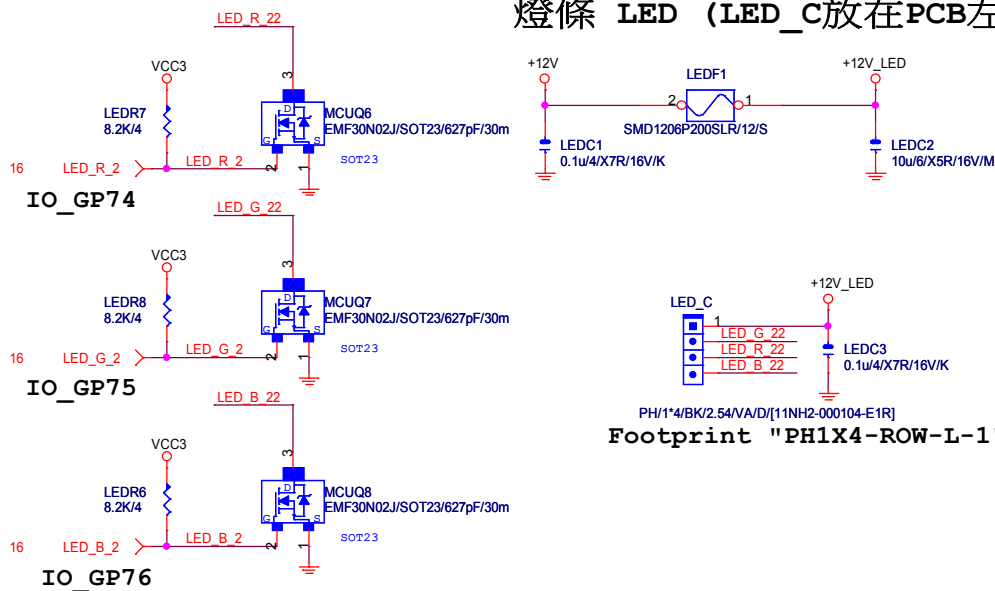 LED_R_22
VCC3
LEDR7
8.2K/4
3
D
G
S
MCUQ6
EMF30N02J/SOT23/627pF/30m
SOT23
16
LED_R_2
LED_R_2
2
1
IO_GP74
LED_G_22
VCC3
LEDR8
8.2K/4
3
D
G
S
MCUQ7
EMF30N02J/SOT23/627pF/30m
SOT23
16
LED_G_2
LED_G_2
2
1
IO_GP75
LED_B_22
VCC3
LEDR6
8.2K/4
3
D
G
S
MCUQ8
EMF30N02J/SOT23/627pF/30m
SOT23
16
LED_B_2
LED_B_2
2
1
IO_GP76
燈條 LED (LED_C放在PCB左
+12V
LEDF1
+12V_LED
2
1
SMD1206P200SLR/12/S
LEDC1
0.1u/4/X7R/16V/K
LEDC2
10u/6/X5R/16V/M
+12V_LED
LED_C
1
LED_G_22
LED_R_22
LED_B_22
LEDC3
0.1u/4/X7R/16V/K
PH/1*4/BK/2.54/VA/D/[11NH2-000104-E1R]
Footprint "PH1X4-ROW-L-1"